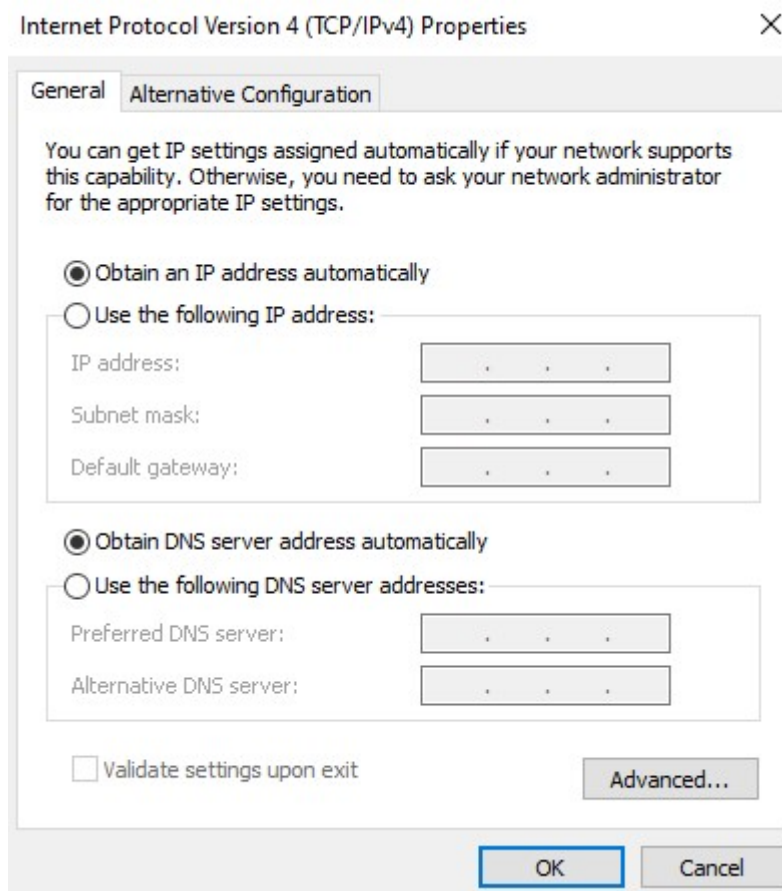 Internet Protocol Version 4 (TCP/IPv4) Properties
General
Alternative Configuration
You can get IP settings assigned automatically if your network supports
this capability. Otherwise, you need to ask your network administrator
for the appropriate IP settings.
Obtain an IP address automatically
Use the following IP address:
IP address:
Subnet mask:
Default gateway:
Obtain DNS server address automatically
Use the following DNS server addresses:
Preferred DNS server:
Alternative DNS server:
Validate settings upon exit
Advanced...
OK
Cancel